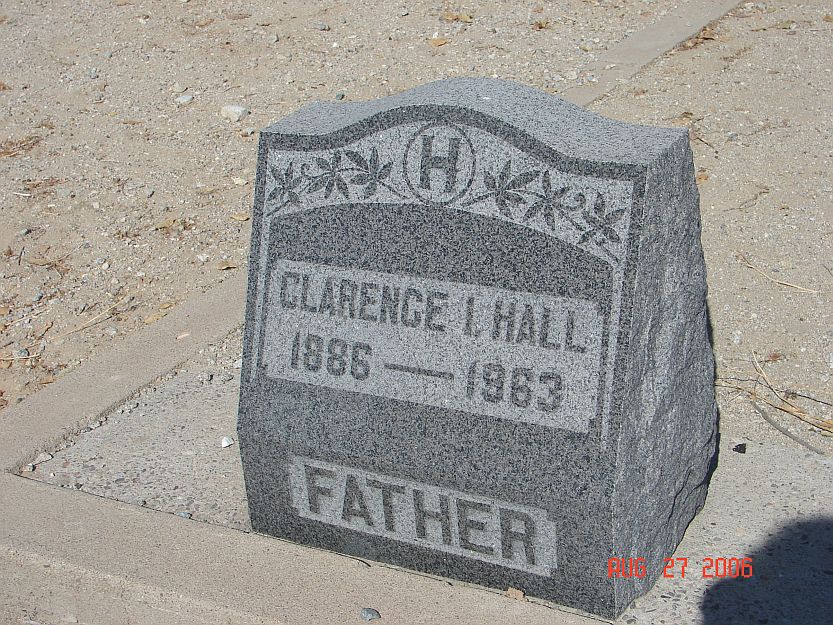 H
CLARENCE I. HALL
1886 — 1963
FATHER
AUG 27 2006